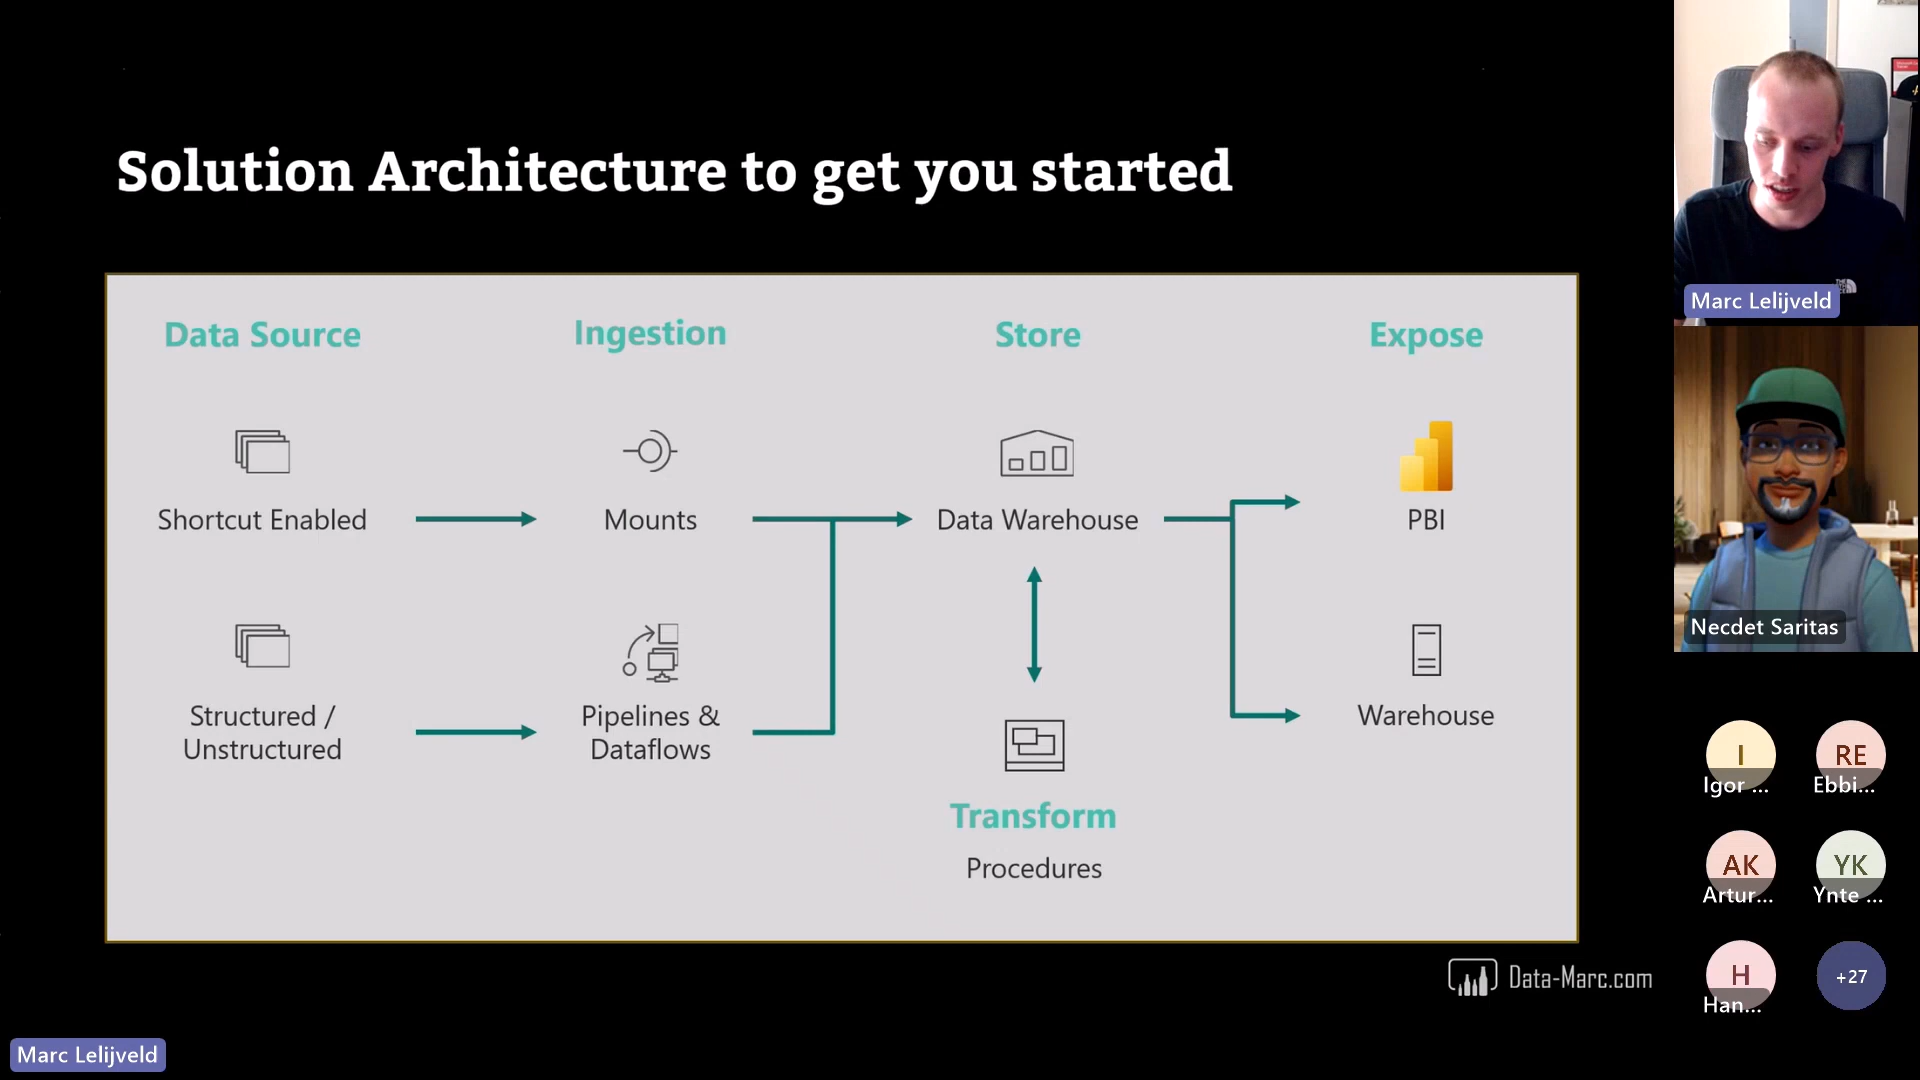 Solution Architecture to get you started
Data Source
Ingestion
Store
Expose
Shortcut Enabled
Mounts
Data Warehouse
PBI
Structured /
Unstructured
Pipelines &
Dataflows
Warehouse
Transform
Procedures
Data-Marc.com
Marc Lelijveld
Marc Lelijveld
Necdet Saritas
I
Igor ...
RE
Ebbi...
AK
Artur...
YK
Ynte ...
H
Han...
+27